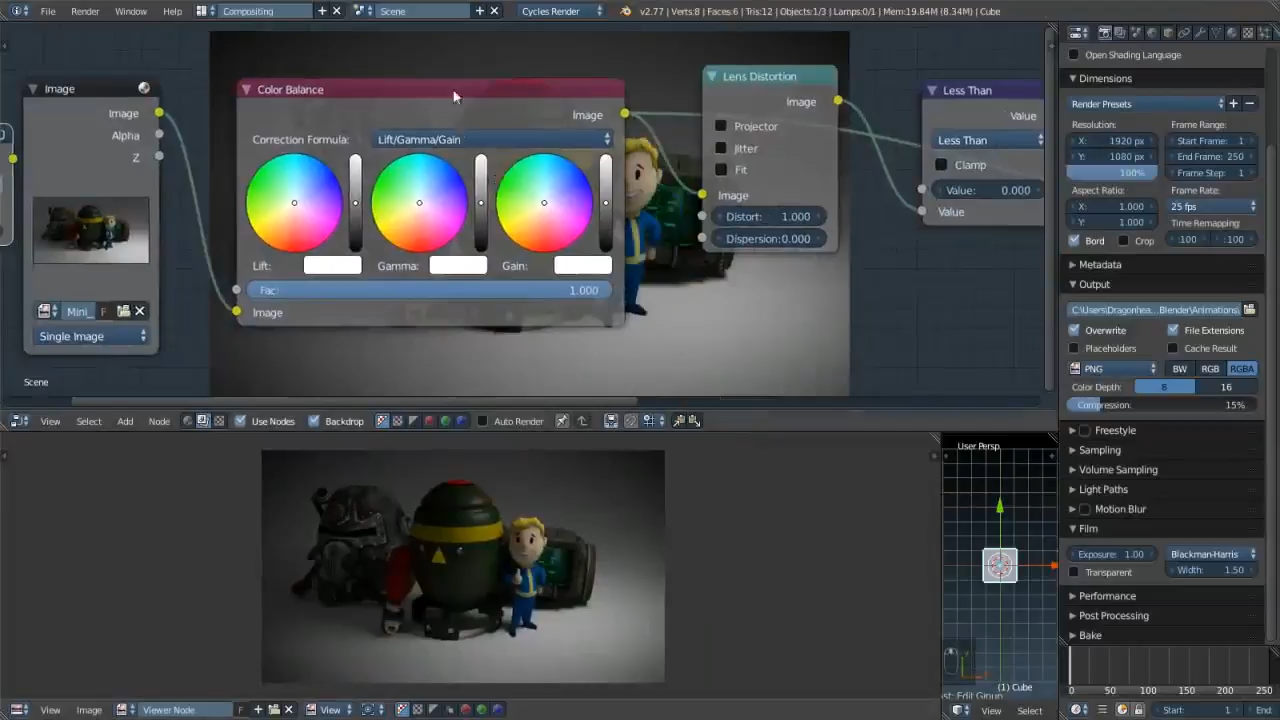 File Render Window Help Compositing Scene Cycles Render v2.77 | Verts:8 | Faces:6 | Tris:12 | Objects:1/3 | Lamps:0/1 | Mem:19.84M (8.34M) | Cube
Image
Image
Alpha
Z
Mini_ F
Single Image
Scene
Color Balance
Image
Correction Formula: Lift/Gamma/Gain
Lift: Gamma: Gain:
Fac: 1.000
Image
Lens Distortion
Image
Projector
Jitter
Fit
Image
Distort: 1.000
Dispersion:0.000
Less Than
Value
Less Than
Clamp
Value: 0.000
Value
View Select Add Node Use Nodes Backdrop Auto Render
User Persp
(1) Cube
View Image Viewer Node F View
View Select
Open Shading Language
Dimensions
Render Presets
Resolution: Frame Range:
X: 1920 px Start Frame: 1
Y: 1080 px End Frame: 250
100% Frame Step: 1
Aspect Ratio: Frame Rate:
X: 1.000 25 fps
Y: 1.000 Time Remapping:
Bord Crop :100 :100
Metadata
Output
C:\Users\Dragonhea...Blender\Animations\
Overwrite File Extensions
Placeholders Cache Result
PNG BW RGB RGBA
Color Depth: 8 16
Compression: 15%
Freestyle
Sampling
Volume Sampling
Light Paths
Motion Blur
Film
Exposure: 1.00 Blackman-Harris
Transparent Width: 1.50
Performance
Post Processing
Bake
0 50 100 150 200 250
Start: 1 End: